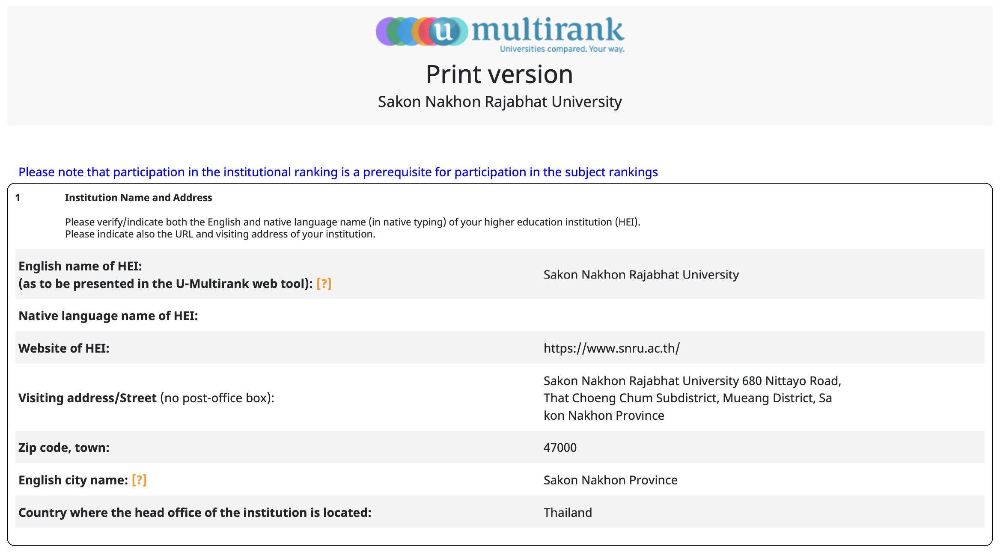 u multirank
Universities compared. Your way.
Print version
Sakon Nakhon Rajabhat University
Please note that participation in the institutional ranking is a prerequisite for participation in the subject rankings
1 Institution Name and Address
Please verify/indicate both the English and native language name (in native typing) of your higher education institution (HEI).
Please indicate also the URL and visiting address of your institution.
English name of HEI:
(as to be presented in the U-Multirank web tool): [?]
Sakon Nakhon Rajabhat University
Native language name of HEI:
Website of HEI: https://www.snru.ac.th/
Visiting address/Street (no post-office box):
Sakon Nakhon Rajabhat University 680 Nittayo Road,
That Choeng Chum Subdistrict, Mueang District, Sa
kon Nakhon Province
Zip code, town: 47000
English city name: [?] Sakon Nakhon Province
Country where the head office of the institution is located: Thailand